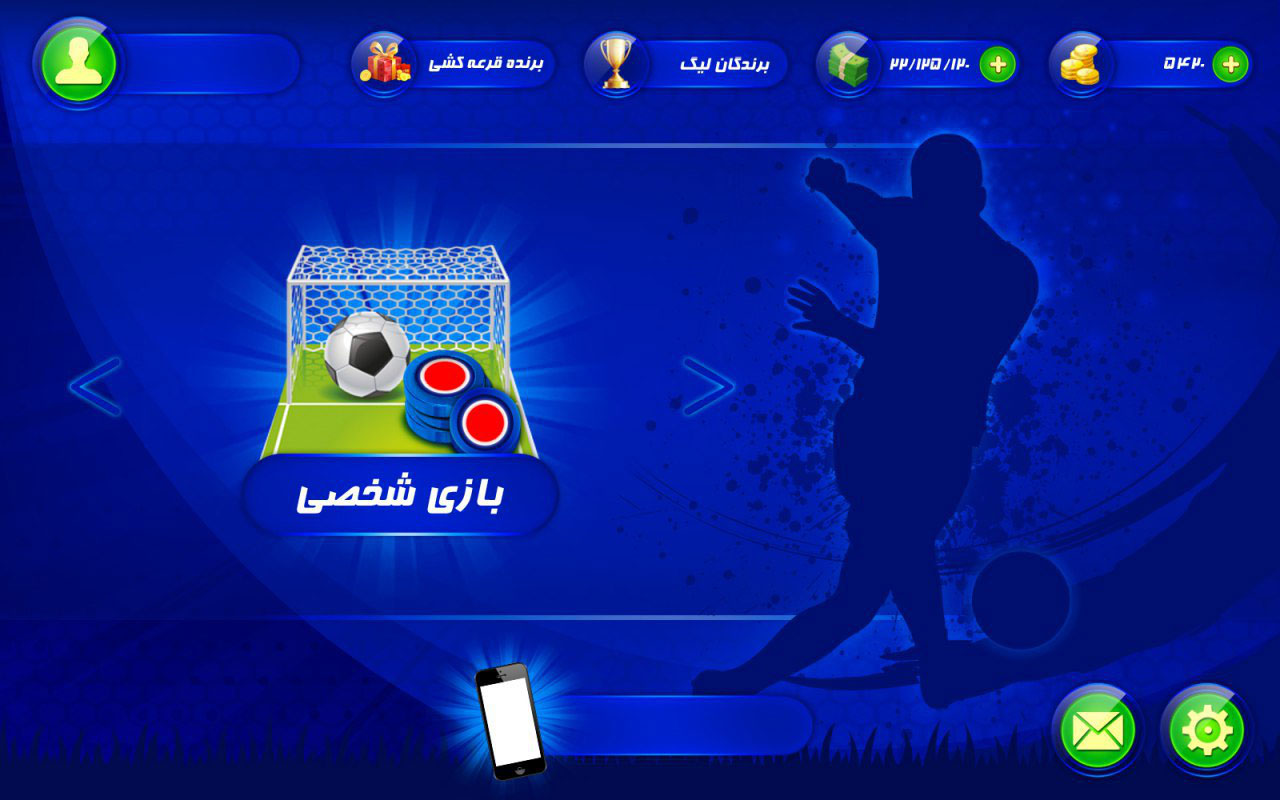 برنده قرعه کشی
برندگان لیگ
۲۲/۱۲۵/۱۲۰
۵۴۲۰
بازی شخصی